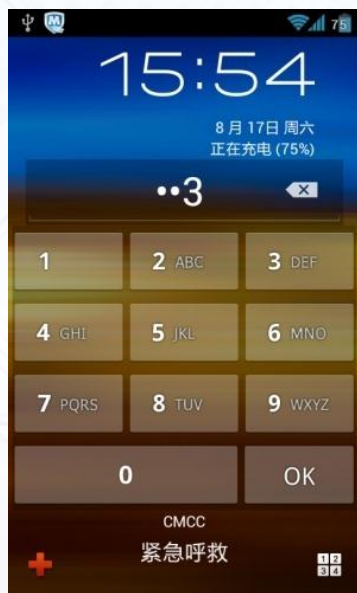 75
15:54
8月17日 周六
正在充电 (75%)
••3
1
2 ABC
3 DEF
4 GHI
5 JKL
6 MNO
7 PQRS
8 TUV
9 WXYZ
0
OK
CMCC
紧急呼救
1 2
3 4